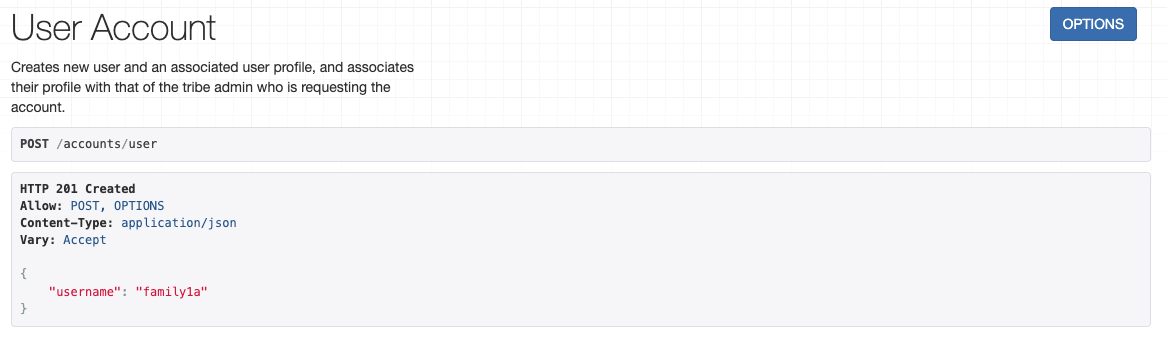 User Account
OPTIONS
Creates new user and an associated user profile, and associates
their profile with that of the tribe admin who is requesting the
account.
POST /accounts/user
HTTP 201 Created
Allow: POST, OPTIONS
Content-Type: application/json
Vary: Accept
{
    "username": "family1a"
}